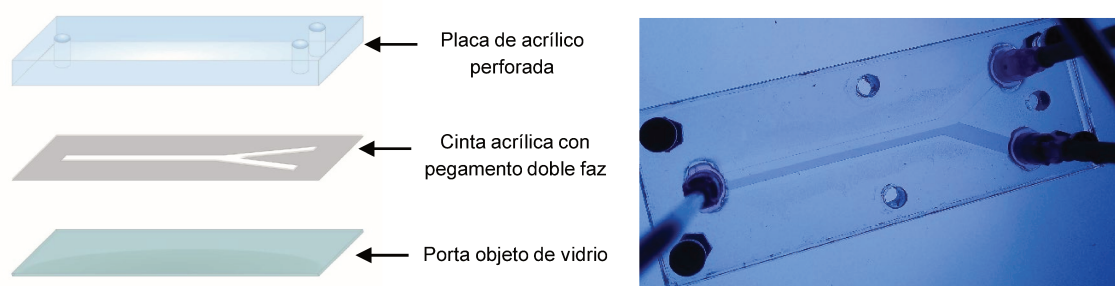 Placa de acrílico
perforada
Cinta acrílica con
pegamento doble faz
Porta objeto de vidrio